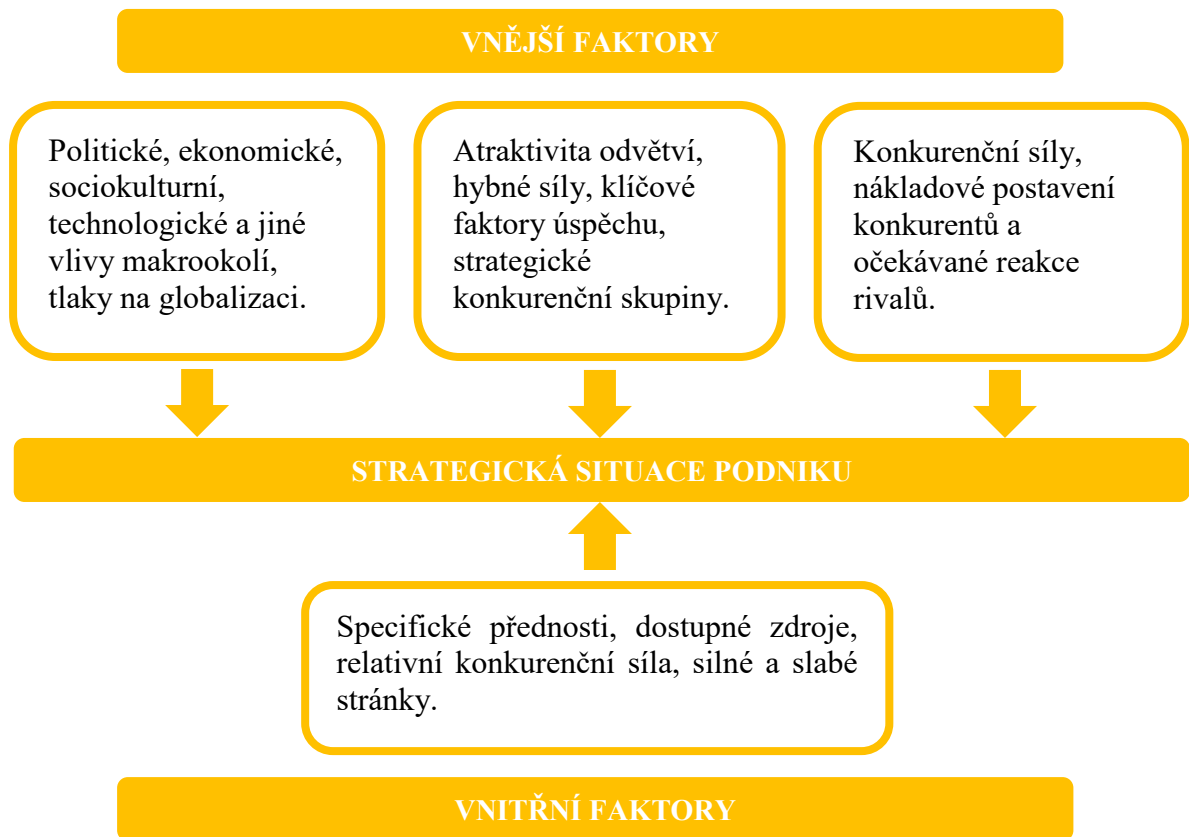 VNĚJŠÍ FAKTORY
Politické, ekonomické,
sociokulturní,
technologické a jiné
vlivy makrookolí,
tlaky na globalizaci.
Atraktivita odvětví,
hybné síly, klíčové
faktory úspěchu,
strategické
konkurenční skupiny.
Konkurenční síly,
nákladové postavení
konkurentů a
očekávané reakce
rivalů.
STRATEGICKÁ SITUACE PODNIKU
Specifické přednosti, dostupné zdroje,
relativní konkurenční síla, silné a slabé
stránky.
VNITŘNÍ FAKTORY